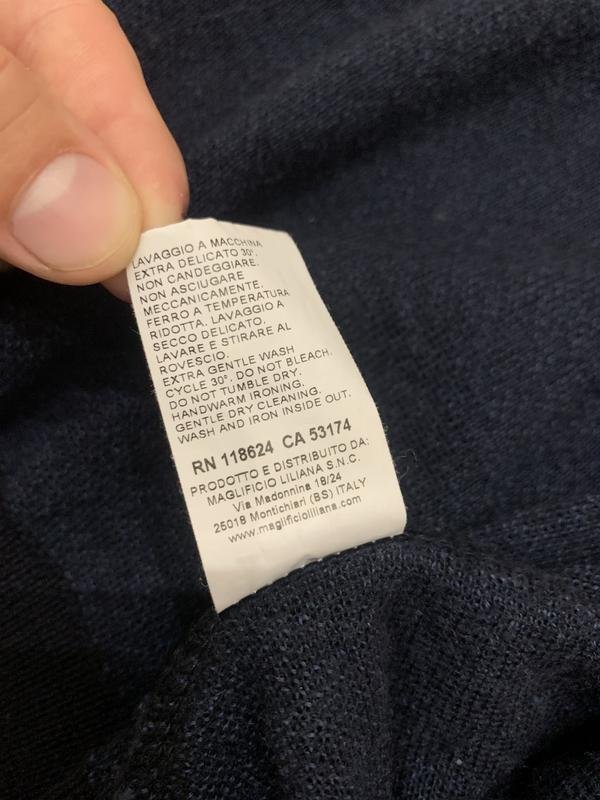 LAVAGGIO A MACCHINA
EXTRA DELICATO 30°.
NON CANDEGGIARE.
NON ASCIUGARE
MECCANICAMENTE.
FERRO A TEMPERATURA
RIDOTTA. LAVAGGIO A
SECCO DELICATO.
LAVARE E STIRARE AL
ROVESCIO.
EXTRA GENTLE WASH
CYCLE 30°. DO NOT BLEACH.
DO NOT TUMBLE DRY.
HANDWARM IRONING.
GENTLE DRY CLEANING.
WASH AND IRON INSIDE OUT.
RN 118624 CA 53174
PRODOTTO E DISTRIBUITO DA:
MAGLIFICIO LILIANA S.N.C.
Via Madonnina 18/24
25018 Montichiari (BS) ITALY
www.maglificioliliana.com